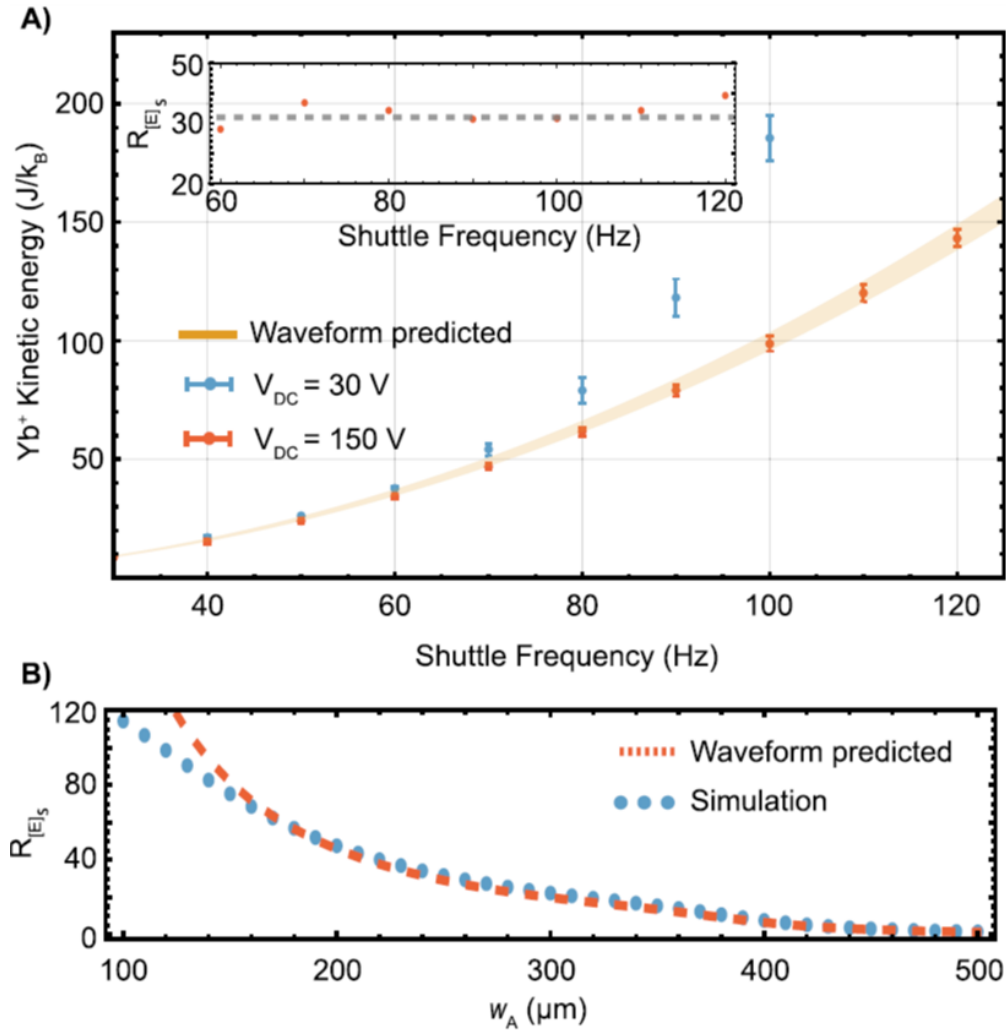 A)
50
R[E]S
30
20
60
80
100
120
Shuttle Frequency (Hz)
200
150
100
50
Yb⁺ Kinetic energy (J/kB)
Waveform predicted
VDC = 30 V
VDC = 150 V
40
60
80
100
120
Shuttle Frequency (Hz)
B)
120
80
40
0
R[E]S
Waveform predicted
Simulation
100
200
300
400
500
wA (μm)